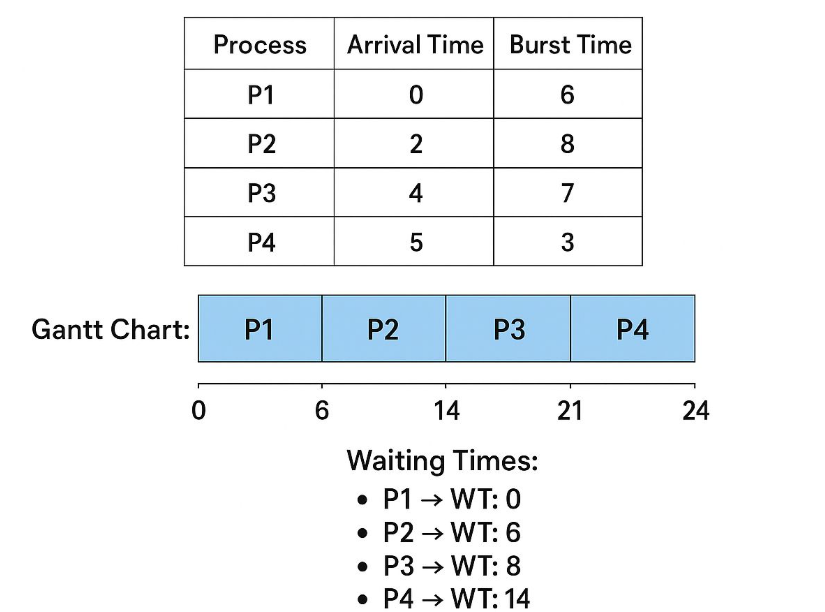 Process Arrival Time Burst Time
P1 0 6
P2 2 8
P3 4 7
P4 5 3
Gantt Chart: P1 P2 P3 P4
0 6 14 21 24
Waiting Times:
• P1 → WT: 0
• P2 → WT: 6
• P3 → WT: 8
• P4 → WT: 14